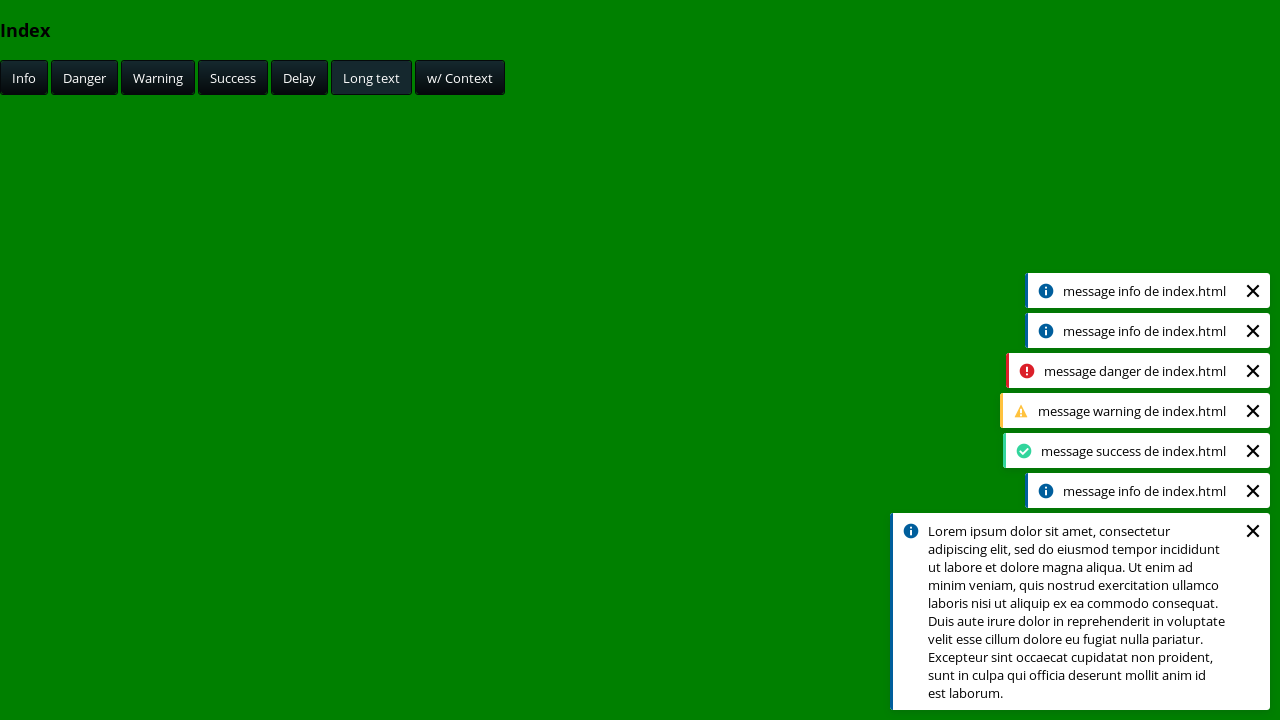 Index
Info Danger Warning Success Delay Long text w/ Context
message info de index.html
message info de index.html
message danger de index.html
message warning de index.html
message success de index.html
message info de index.html
Lorem ipsum dolor sit amet, consectetur
adipiscing elit, sed do eiusmod tempor incididunt
ut labore et dolore magna aliqua. Ut enim ad
minim veniam, quis nostrud exercitation ullamco
laboris nisi ut aliquip ex ea commodo consequat.
Duis aute irure dolor in reprehenderit in voluptate
velit esse cillum dolore eu fugiat nulla pariatur.
Excepteur sint occaecat cupidatat non proident,
sunt in culpa qui officia deserunt mollit anim id
est laborum.